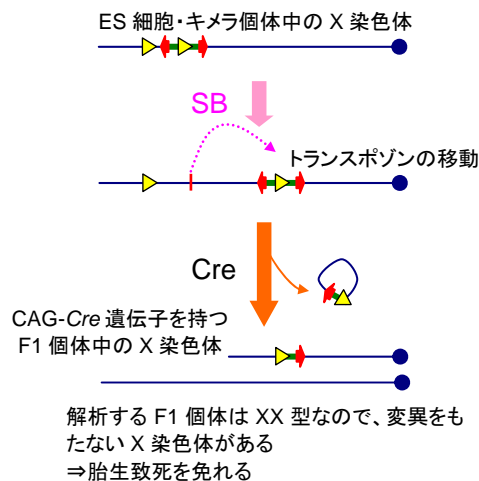 ES 細胞・キメラ個体中の X 染色体
SB
トランスポゾンの移動
Cre
CAG-Cre 遺伝子を持つ
F1 個体中の X 染色体
解析する F1 個体は XX 型なので、変異をも
たない X 染色体がある
⇒胎生致死を免れる